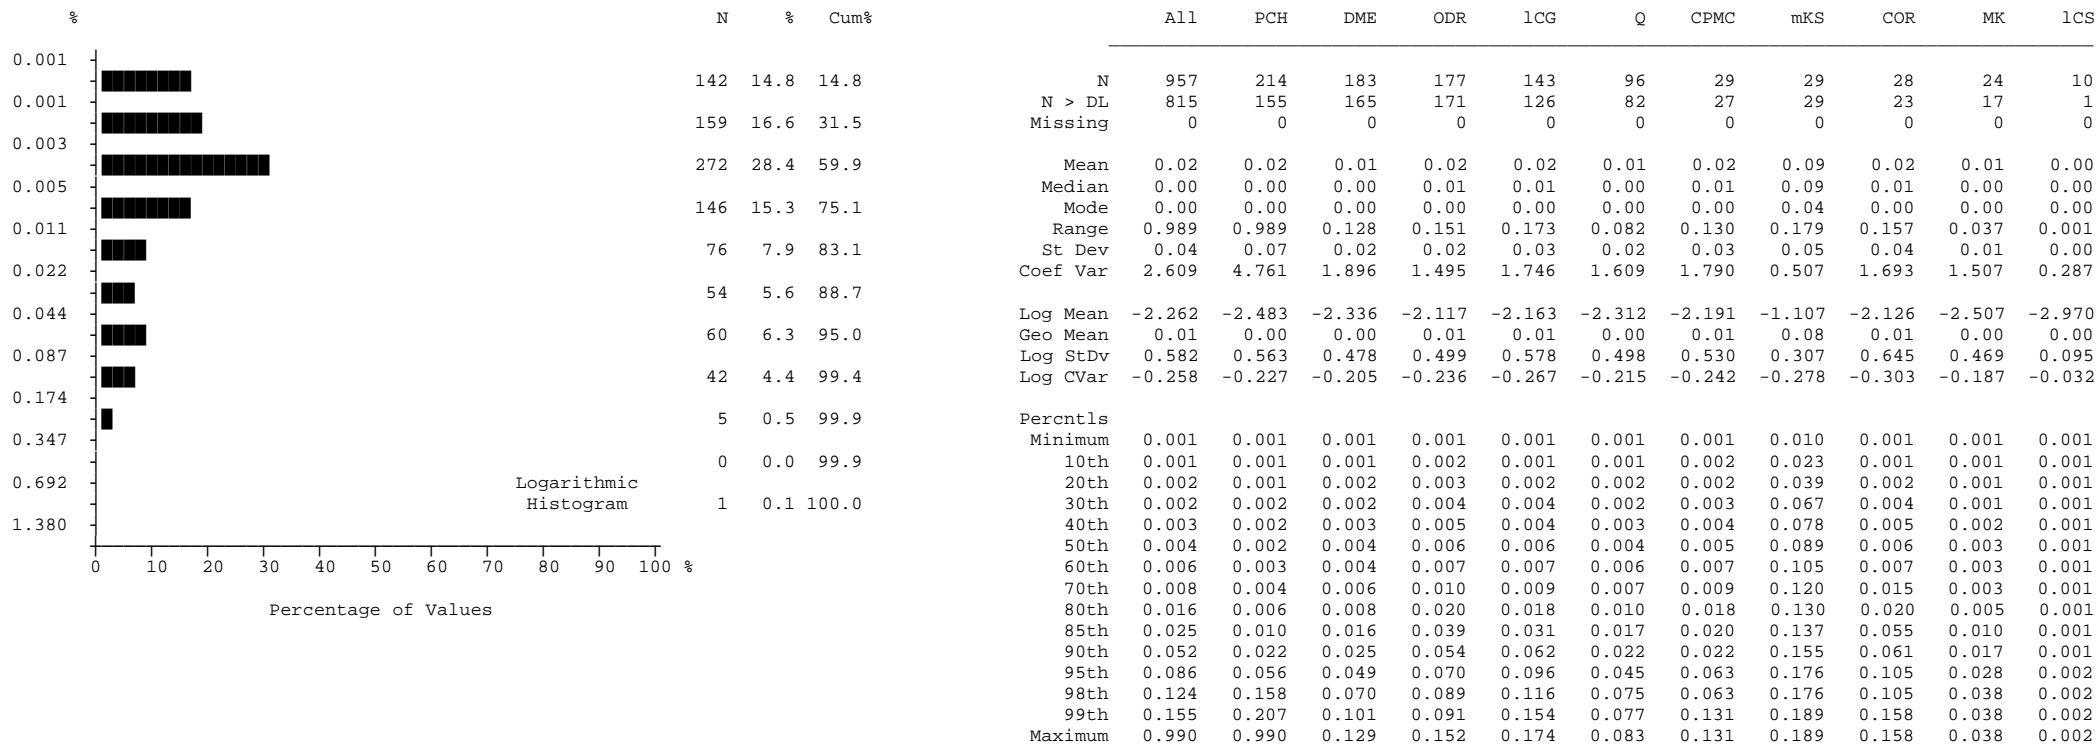 % N % Cum% All PCH DME ODR lCG Q CPMC mKS COR MK lCS
0.001
142 14.8 14.8 N 957 214 183 177 143 96 29 29 28 24 10
0.001 N > DL 815 155 165 171 126 82 27 29 23 17 1
159 16.6 31.5 Missing 0 0 0 0 0 0 0 0 0 0 0
0.003
272 28.4 59.9 Mean 0.02 0.02 0.01 0.02 0.02 0.01 0.02 0.09 0.02 0.01 0.00
0.005 Median 0.00 0.00 0.00 0.01 0.01 0.00 0.01 0.09 0.01 0.00 0.00
146 15.3 75.1 Mode 0.00 0.00 0.00 0.00 0.00 0.00 0.00 0.04 0.00 0.00 0.00
0.011 Range 0.989 0.989 0.128 0.151 0.173 0.082 0.130 0.179 0.157 0.037 0.001
76 7.9 83.1 St Dev 0.04 0.07 0.02 0.02 0.03 0.02 0.03 0.05 0.04 0.01 0.00
0.022 Coef Var 2.609 4.761 1.896 1.495 1.746 1.609 1.790 0.507 1.693 1.507 0.287
54 5.6 88.7
0.044 Log Mean -2.262 -2.483 -2.336 -2.117 -2.163 -2.312 -2.191 -1.107 -2.126 -2.507 -2.970
60 6.3 95.0 Geo Mean 0.01 0.00 0.00 0.01 0.01 0.00 0.01 0.08 0.01 0.00 0.00
0.087 Log StDv 0.582 0.563 0.478 0.499 0.578 0.498 0.530 0.307 0.645 0.469 0.095
42 4.4 99.4 Log CVar -0.258 -0.227 -0.205 -0.236 -0.267 -0.215 -0.242 -0.278 -0.303 -0.187 -0.032
0.174
5 0.5 99.9 Percntls
0.347 Minimum 0.001 0.001 0.001 0.001 0.001 0.001 0.001 0.010 0.001 0.001 0.001
0 0.0 99.9 10th 0.001 0.001 0.001 0.002 0.001 0.001 0.002 0.023 0.001 0.001 0.001
0.692 Logarithmic 20th 0.002 0.001 0.002 0.003 0.002 0.002 0.002 0.039 0.002 0.001 0.001
Histogram 1 0.1 100.0 30th 0.002 0.002 0.002 0.004 0.004 0.002 0.003 0.067 0.004 0.001 0.001
1.380 40th 0.003 0.002 0.003 0.005 0.004 0.003 0.004 0.078 0.005 0.002 0.001
50th 0.004 0.002 0.004 0.006 0.006 0.004 0.005 0.089 0.006 0.003 0.001
0 10 20 30 40 50 60 70 80 90 100 % 60th 0.006 0.003 0.004 0.007 0.007 0.006 0.007 0.105 0.007 0.003 0.001
70th 0.008 0.004 0.006 0.010 0.009 0.007 0.009 0.120 0.015 0.003 0.001
Percentage of Values 80th 0.016 0.006 0.008 0.020 0.018 0.010 0.018 0.130 0.020 0.005 0.001
85th 0.025 0.010 0.016 0.039 0.031 0.017 0.020 0.137 0.055 0.010 0.001
90th 0.052 0.022 0.025 0.054 0.062 0.022 0.022 0.155 0.061 0.017 0.001
95th 0.086 0.056 0.049 0.070 0.096 0.045 0.063 0.176 0.105 0.028 0.002
98th 0.124 0.158 0.070 0.089 0.116 0.075 0.063 0.176 0.105 0.038 0.002
99th 0.155 0.207 0.101 0.091 0.154 0.077 0.131 0.189 0.158 0.038 0.002
Maximum 0.990 0.990 0.129 0.152 0.174 0.083 0.131 0.189 0.158 0.038 0.002